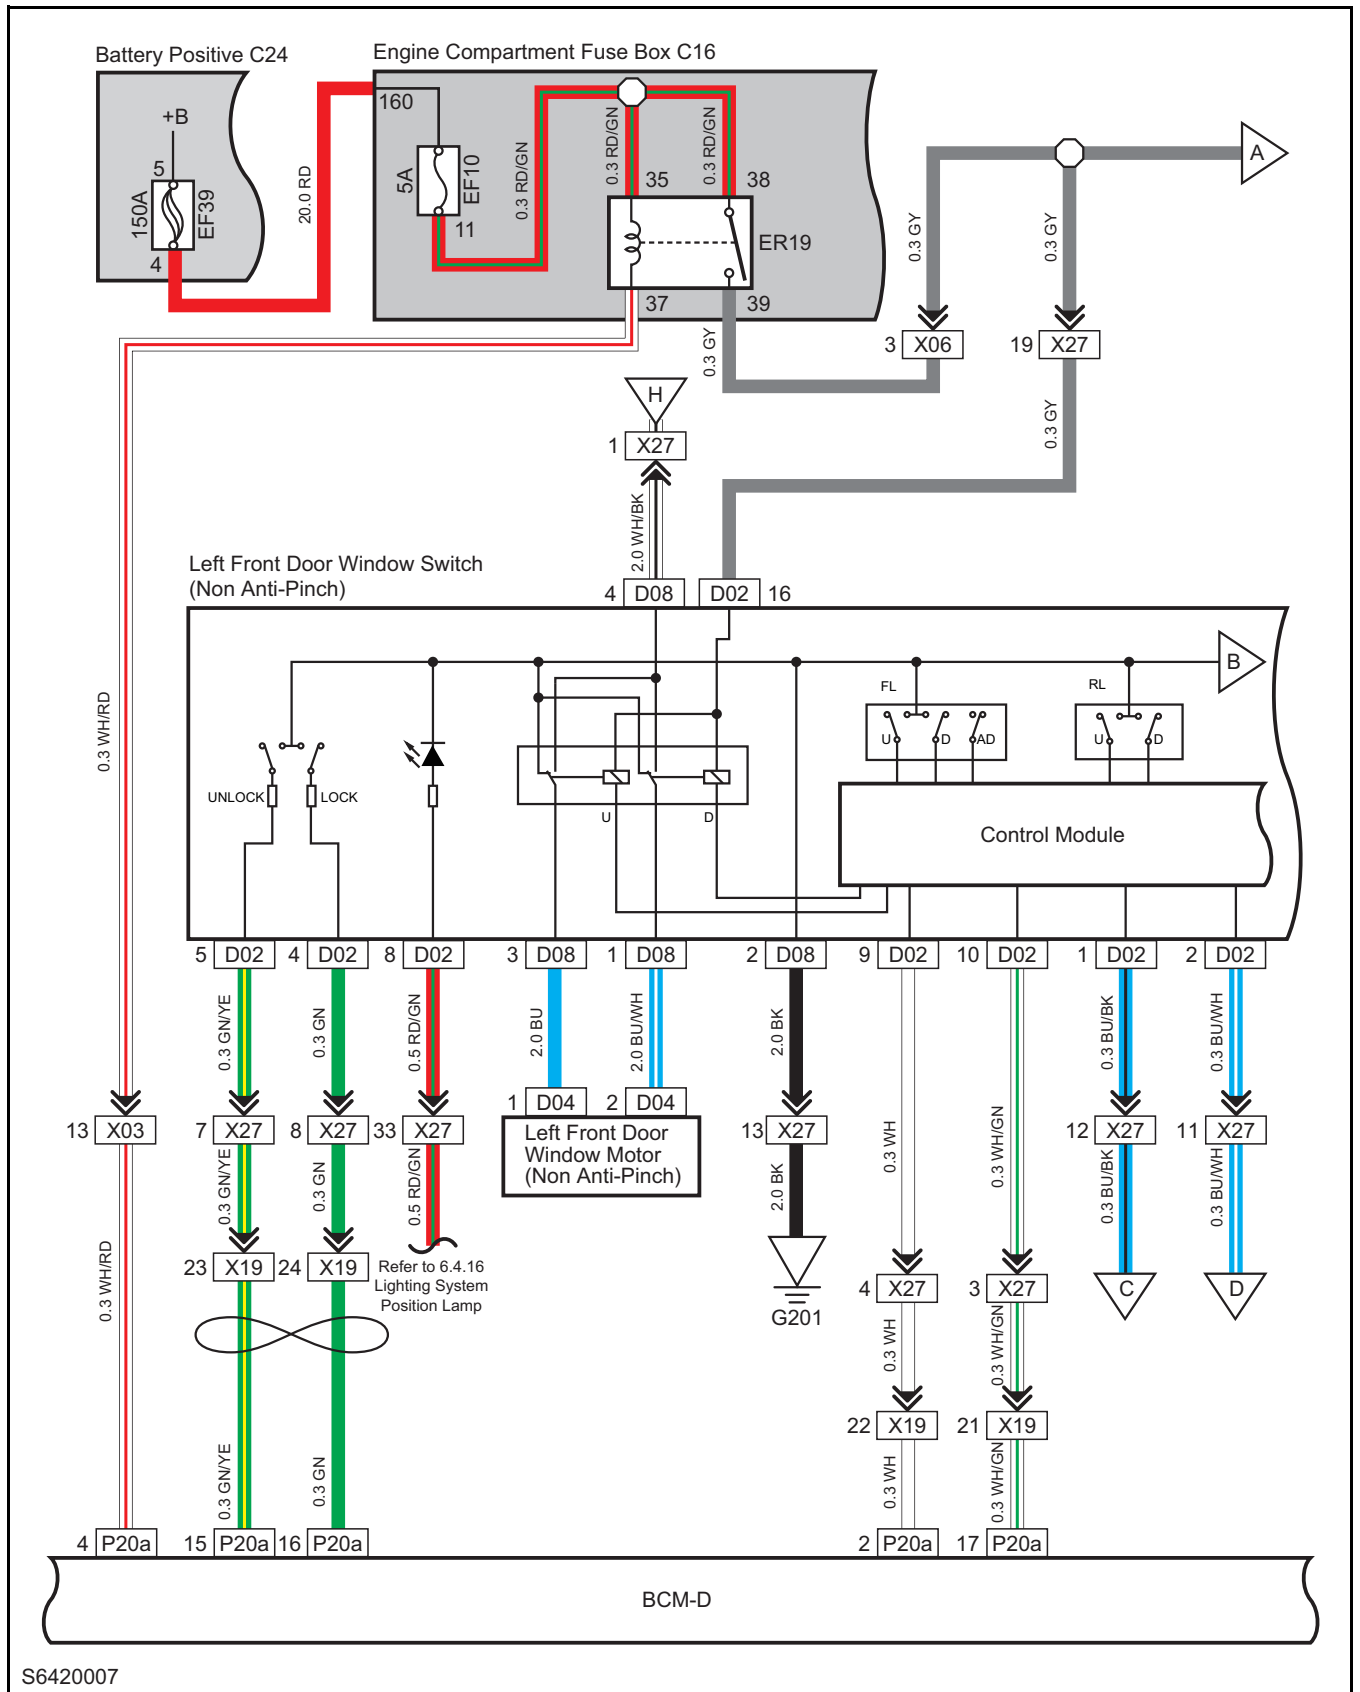 Battery Positive C24
Engine Compartment Fuse Box C16
+B
5
150A
EF39
4
20.0 RD
160
5A
EF10
11
0.3 RD/GN
0.3 RD/GN
0.3 RD/GN
35
38
ER19
37
39
0.3 GY
0.3 GY
0.3 GY
A
3 X06
19 X27
0.3 GY
H
1 X27
2.0 WH/BK
Left Front Door Window Switch
(Non Anti-Pinch)
4 D08
D02 16
0.3 WH/RD
B
FL
RL
U
D
AD
U
D
UNLOCK
LOCK
U
D
Control Module
5 D02
4 D02
8 D02
3 D08
1 D08
2 D08
9 D02
10 D02
1 D02
2 D02
0.3 GN/YE
0.3 GN
0.5 RD/GN
2.0 BU
2.0 BU/WH
2.0 BK
0.3 WH
0.3 WH/GN
0.3 BU/BK
0.3 BU/WH
1 D04
2 D04
Left Front Door
Window Motor
(Non Anti-Pinch)
13 X03
7 X27
8 X27
33 X27
13 X27
12 X27
11 X27
0.3 GN/YE
0.3 GN
0.5 RD/GN
2.0 BK
0.3 BU/BK
0.3 BU/WH
0.3 WH/RD
23 X19
24 X19
Refer to 6.4.16
Lighting System
Position Lamp
G201
4 X27
3 X27
C
D
0.3 WH
0.3 WH/GN
22 X19
21 X19
0.3 GN/YE
0.3 GN
0.3 WH
0.3 WH/GN
4 P20a
15 P20a
16 P20a
2 P20a
17 P20a
BCM-D
S6420007